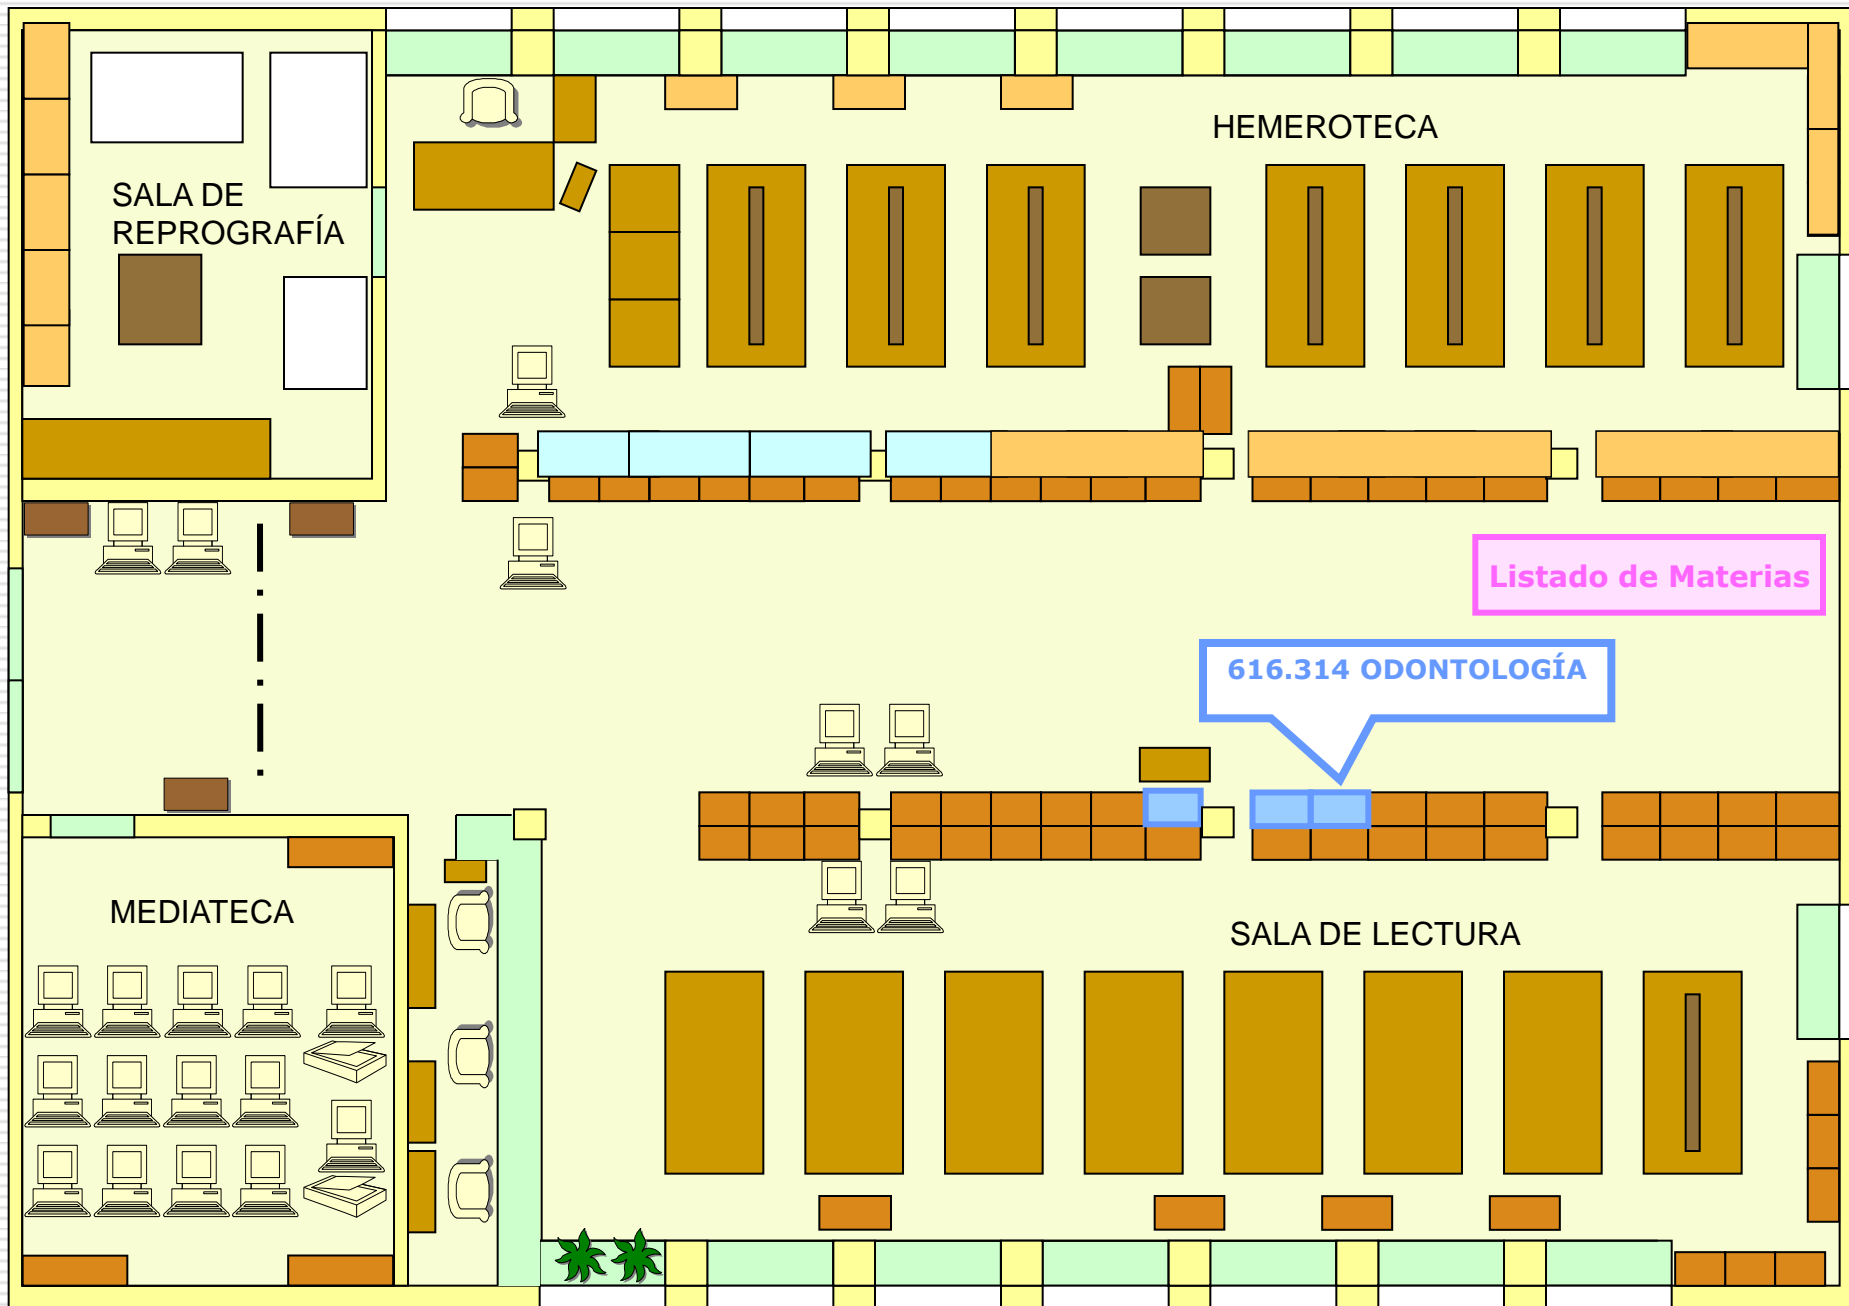 HEMEROTECA
SALA DE
REPROGRAFÍA
Listado de Materias
616.314 ODONTOLOGÍA
MEDIATECA
SALA DE LECTURA